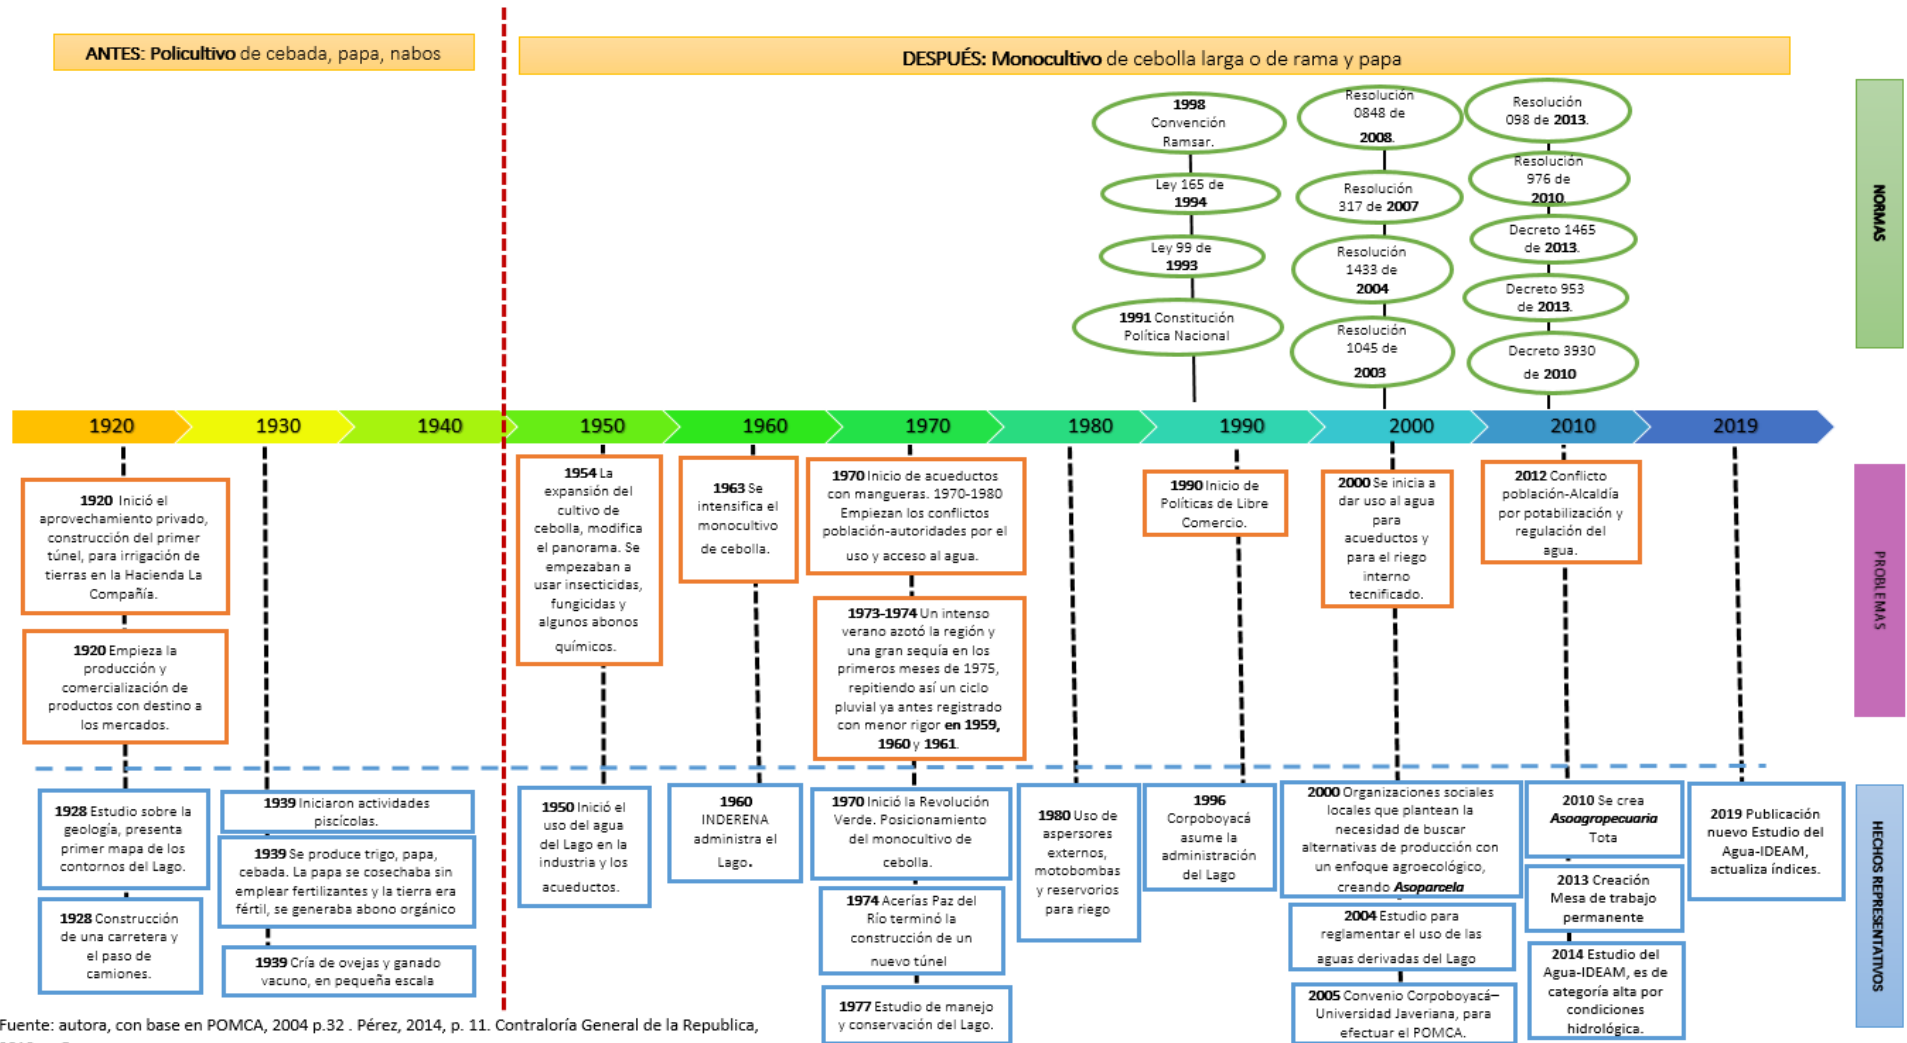 ANTES: Policultivo de cebada, papa, nabos
DESPUÉS: Monocultivo de cebolla larga o de rama y papa
1998
Convención
Ramsar.
Ley 165 de
1994
Ley 99 de
1993
1991 Constitución
Política Nacional
Resolución
0848 de
2008.
Resolución
317 de 2007
Resolución
1433 de
2004
Resolución
1045 de
2003
Resolución
098 de 2013.
Resolución
976 de
2010.
Decreto 1465
de 2013.
Decreto 953
de 2013.
Decreto 3930
de 2010
NORMAS
1920
1930
1940
1950
1960
1970
1980
1990
2000
2010
2019
1920 Inició el
aprovechamiento privado,
construcción del primer
túnel, para irrigación de
tierras en la Hacienda La
Compañía.
1920 Empieza la
producción y
comercialización de
productos con destino a
los mercados.
1954 La
expansión del
cultivo de
cebolla, modifica
el panorama. Se
empezaban a
usar insecticidas,
fungicidas y
algunos abonos
químicos.
1963 Se
intensifica el
monocultivo
de cebolla.
1970 Inicio de acueductos
con mangueras. 1970-1980
Empiezan los conflictos
población-autoridades por el
uso y acceso al agua.
1973-1974 Un intenso
verano azotó la región y
una gran sequía en los
primeros meses de 1975,
repitiendo así un ciclo
pluvial ya antes registrado
con menor rigor en 1959,
1960 y 1961.
1990 Inicio de
Políticas de Libre
Comercio.
2000 Se inicia a
dar uso al agua
para
acueductos y
para el riego
interno
tecnificado.
2012 Conflicto
población-Alcaldía
por potabilización y
regulación del
agua.
PROBLEMAS
1928 Estudio sobre la
geología, presenta
primer mapa de los
contornos del Lago.
1928 Construcción
de una carretera y
el paso de
camiones.
1939 Iniciaron actividades
piscícolas.
1939 Se produce trigo, papa,
cebada. La papa se cosechaba sin
emplear fertilizantes y la tierra era
fértil, se generaba abono orgánico
1939 Cría de ovejas y ganado
vacuno, en pequeña escala
1950 Inició el
uso del agua
del Lago en la
industria y los
acueductos.
1960
INDERENA
administra el
Lago.
1970 Inició la Revolución
Verde. Posicionamiento
del monocultivo de
cebolla.
1974 Acerías Paz del
Río terminó la
construcción de un
nuevo túnel
1977 Estudio de manejo
y conservación del Lago.
1980 Uso de
aspersores
externos,
motobombas
y reservorios
para riego
1996
Corpoboyacá
asume la
administración
del Lago
2000 Organizaciones sociales
locales que plantean la
necesidad de buscar
alternativas de producción con
un enfoque agroecológico,
creando Asoparcela
2004 Estudio para
reglamentar el uso de las
aguas derivadas del Lago
2005 Convenio Corpoboyacá–
Universidad Javeriana, para
efectuar el POMCA.
2010 Se crea
Asoagropecuaria
Tota
2013 Creación
Mesa de trabajo
permanente
2014 Estudio del
Agua-IDEAM, es de
categoría alta por
condiciones
hidrológica.
2019 Publicación
nuevo Estudio del
Agua-IDEAM,
actualiza índices.
HECHOS REPRESENTATIVOS
Fuente: autora, con base en POMCA, 2004 p.32 . Pérez, 2014, p. 11. Contraloría General de la Republica,